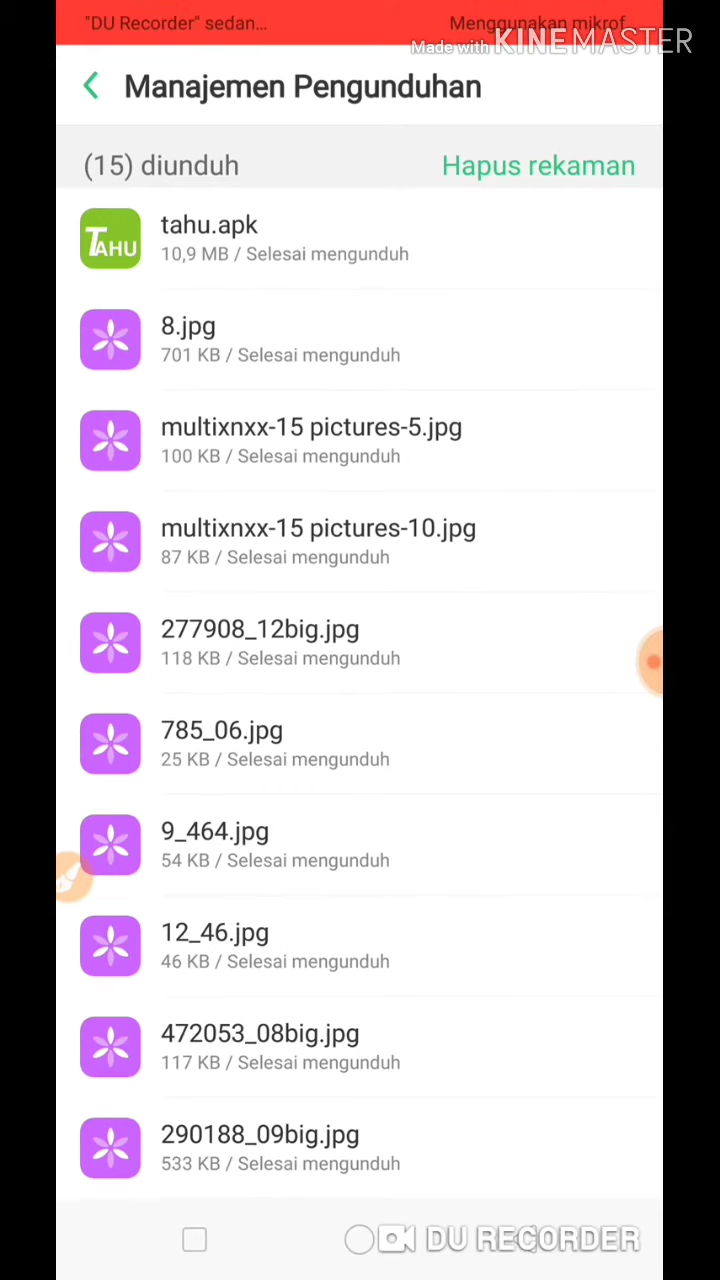 "DU Recorder" sedan...
Menggunakan mikrof
Made with KINEMASTER
Manajemen Pengunduhan
(15) diunduh
Hapus rekaman
TAHU
tahu.apk
10,9 MB / Selesai mengunduh
8.jpg
701 KB / Selesai mengunduh
multixnxx-15 pictures-5.jpg
100 KB / Selesai mengunduh
multixnxx-15 pictures-10.jpg
87 KB / Selesai mengunduh
277908_12big.jpg
118 KB / Selesai mengunduh
785_06.jpg
25 KB / Selesai mengunduh
9_464.jpg
54 KB / Selesai mengunduh
12_46.jpg
46 KB / Selesai mengunduh
472053_08big.jpg
117 KB / Selesai mengunduh
290188_09big.jpg
533 KB / Selesai mengunduh
DU RECORDER